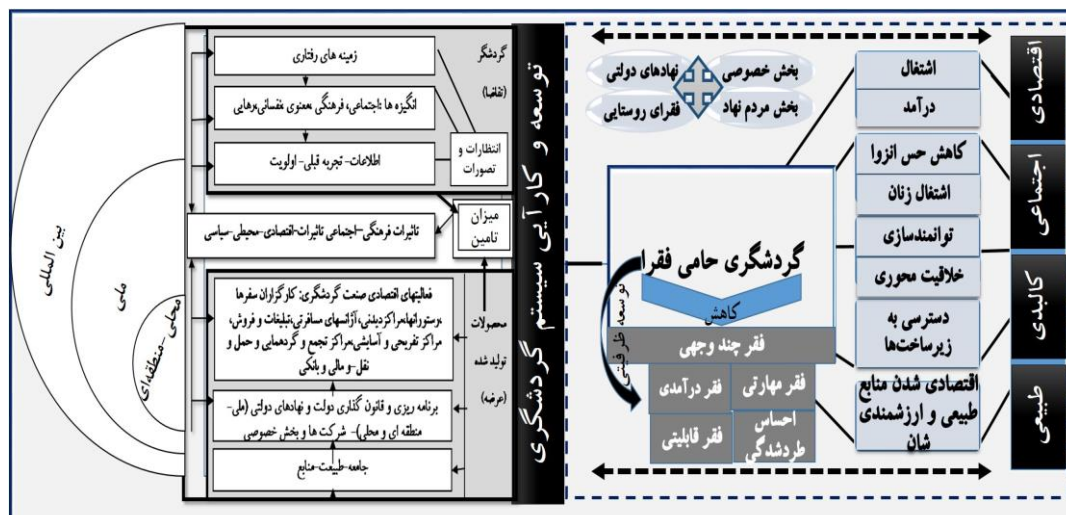 اقتصادی
اجتماعی
کالبدی
طبیعی
اشتغال
درآمد
کاهش حس انزوا
اشتغال زنان
توانمندسازی
خلاقیت محوری
دسترسی به
زیرساخت‌ها
اقتصادی شدن منابع
طبیعی و ارزشمندی
شان
بخش خصوصی
نهادهای دولتی
بخش مردم نهاد
فقرای روستایی
گردشگری حامی فقرا
کاهش
توسعه ظرفیتی
فقر چند وجهی
فقر مهارتی
فقر درآمدی
احساس
طردشدگی
فقر قابلیتی
توسعه و کارآیی سیستم گردشگری
گردشگر
(تقاضا)
زمینه های رفتاری
انگیزه ها :اجتماعی، فرهنگی ،معنوی ،نفسانی،رهایی
اطلاعات- تجربه قبلی- اولویت
انتظارات و
تصورات
میزان
تامین
تاثیرات فرهنگی-اجتماعی تاثیرات-اقتصادی-محیطی-سیاسی
محصولات
تولید شده
(عرضه)
فعالیتهای اقتصادی صنعت گردشگری: کارگزاران سفرها
،رستورانها،مراکزدیدنی،آژانسهای مسافرتی،تبلیغات و فروش،
مراکز تفریحی و آسایشی،مراکز تجمع و گردهمایی و حمل و
نقل-و مالی و بانکی
برنامه ریزی و قانون گذاری دولت و نهادهای دولتی (ملی-
منطقه ای و محلی)- شرکت ها و بخش خصوصی
جامعه-طبیعت-منابع
بین المللی
ملی
محلی-منطقه‌ای